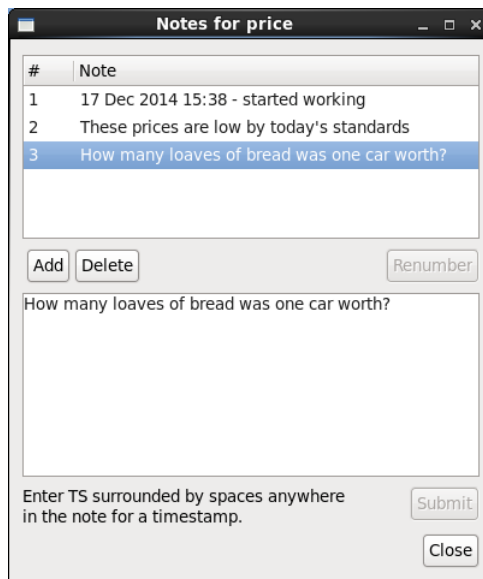 Notes for price
# Note
1 17 Dec 2014 15:38 - started working
2 These prices are low by today's standards
3 How many loaves of bread was one car worth?
Add Delete Renumber
How many loaves of bread was one car worth?
Enter TS surrounded by spaces anywhere
in the note for a timestamp.
Submit
Close